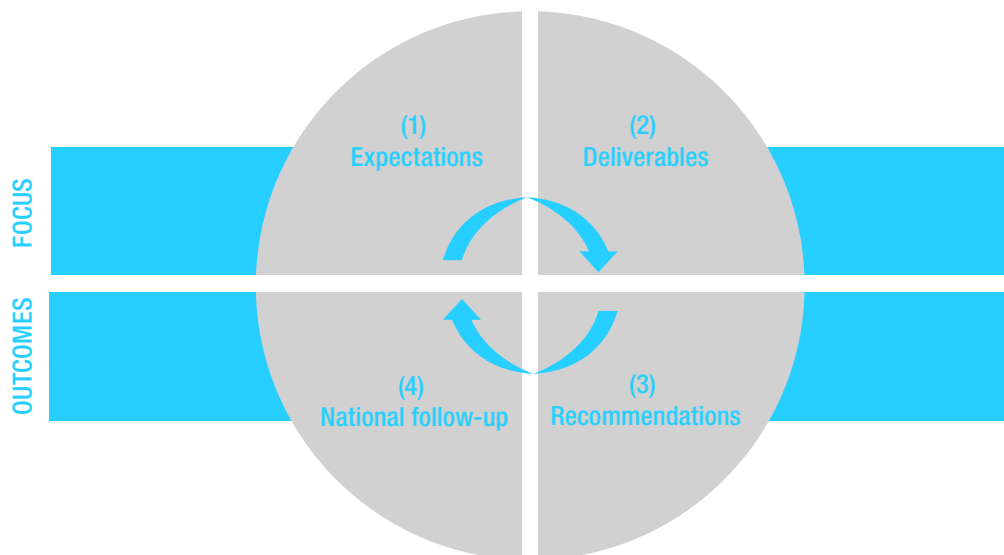 FOCUS
(1)
Expectations
(2)
Deliverables
OUTCOMES
(4)
National follow-up
(3)
Recommendations